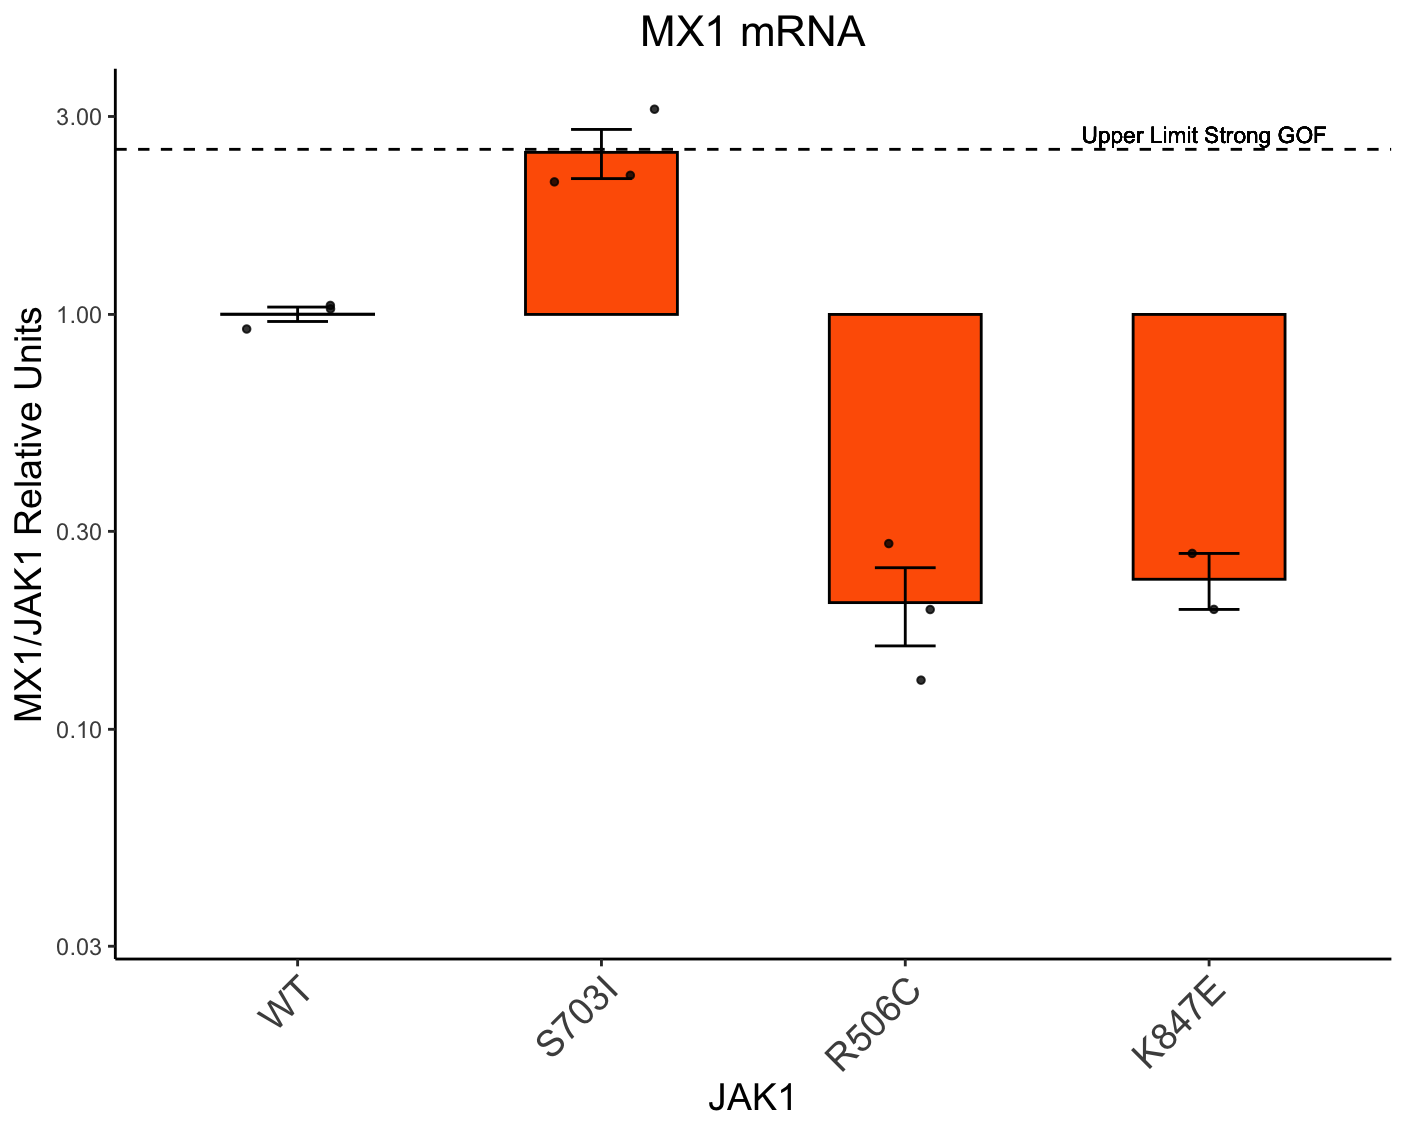 MX1 mRNA
MX1/JAK1 Relative Units
3.00
1.00
0.30
0.10
0.03
Upper Limit Strong GOF
WT
S703I
R506C
K847E
JAK1